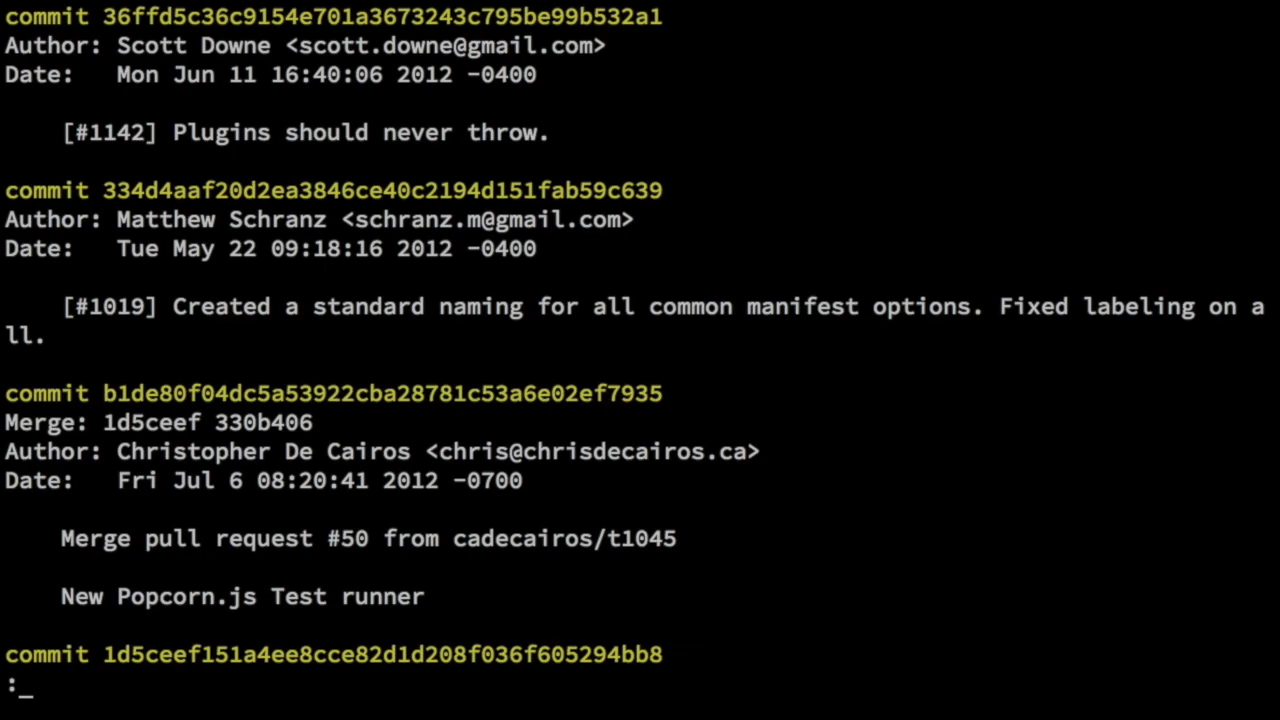 commit 36ffd5c36c9154e701a3673243c795be99b532a1
Author: Scott Downe <scott.downe@gmail.com>
Date:   Mon Jun 11 16:40:06 2012 -0400
    [#1142] Plugins should never throw.
commit 334d4aaf20d2ea3846ce40c2194d151fab59c639
Author: Matthew Schranz <schranz.m@gmail.com>
Date:   Tue May 22 09:18:16 2012 -0400
    [#1019] Created a standard naming for all common manifest options. Fixed labeling on a
ll.
commit b1de80f04dc5a53922cba28781c53a6e02ef7935
Merge: 1d5ceef 330b406
Author: Christopher De Cairos <chris@chrisdecairos.ca>
Date:   Fri Jul 6 08:20:41 2012 -0700
    Merge pull request #50 from cadecairos/t1045
    New Popcorn.js Test runner
commit 1d5ceef151a4ee8cce82d1d208f036f605294bb8
:_